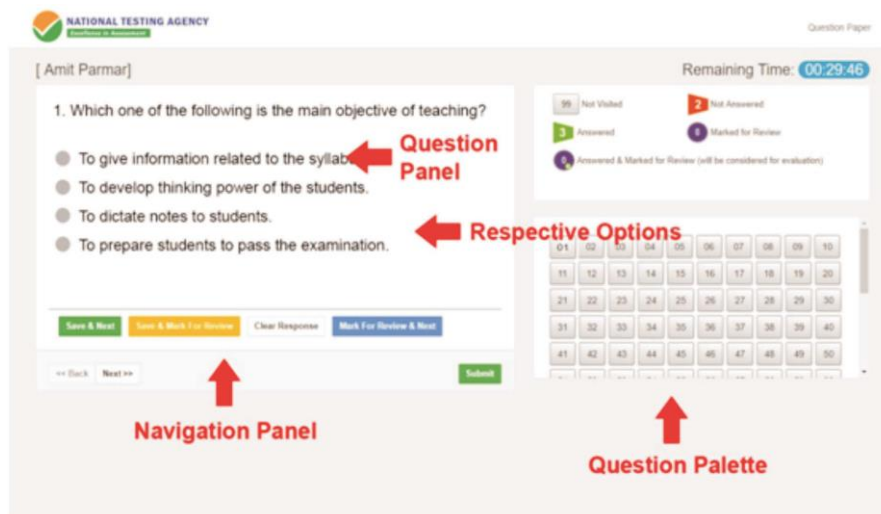 NATIONAL TESTING AGENCY
Excellence in Assessment
Question Paper
[ Amit Parmar]
Remaining Time: 00:29:46
1. Which one of the following is the main objective of teaching?
To give information related to the
To develop thinking power of the students.
To dictate notes to students.
To prepare students to pass the examination.
Question
Panel
Respective Options
Save & Next Save & Mark For Review Clear Response Mark For Review & Next
<< Back Next >> Submit
Navigation Panel
99 Not Visited 2 Not Answered
3 Answered Marked for Review
Answered & Marked for Review (will be considered for evaluation)
01 02 03 04 05 06 07 08 09 10
11 12 13 14 15 16 17 18 19 20
21 22 23 24 25 26 27 28 29 30
31 32 33 34 35 36 37 38 39 40
41 42 43 44 45 46 47 48 49 50
Question Palette